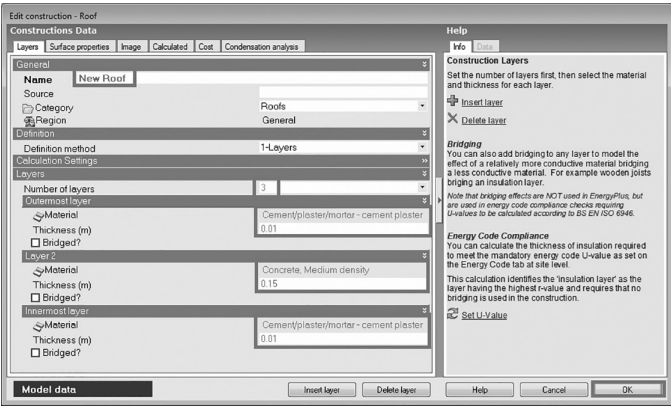 Edit construction - Roof
Constructions Data
Layers Surface properties Image Calculated Cost Condensation analysis
General
Name New Roof
Source
Category Roofs
Region General
Definition
Definition method 1-Layers
Calculation Settings
Layers
Number of layers 3
Outermost layer
Material Cement/plaster/mortar - cement plaster
Thickness (m) 0.01
Bridged?
Layer 2
Material Concrete, Medium density
Thickness (m) 0.15
Bridged?
Innermost layer
Material Cement/plaster/mortar - cement plaster
Thickness (m) 0.01
Bridged?
Model data
Insert layer Delete layer
Help
Info Data
Construction Layers
Set the number of layers first, then select the material
and thickness for each layer.
Insert layer
Delete layer
Bridging
You can also add bridging to any layer to model the
effect of a relatively more conductive material bridging
a less conductive material. For example wooden joists
briging an insulation layer.
Note that bridging effects are NOT used in EnergyPlus, but
are used in energy code compliance checks requiring
U-values to be calculated according to BS EN ISO 6946.
Energy Code Compliance
You can calculate the thickness of insulation required
to meet the mandatory energy code U-value as set on
the Energy Code tab at site level.
This calculation identifies the 'insulation layer' as the
layer having the highest r-value and requires that no
bridging is used in the construction.
Set U-Value
Help Cancel OK